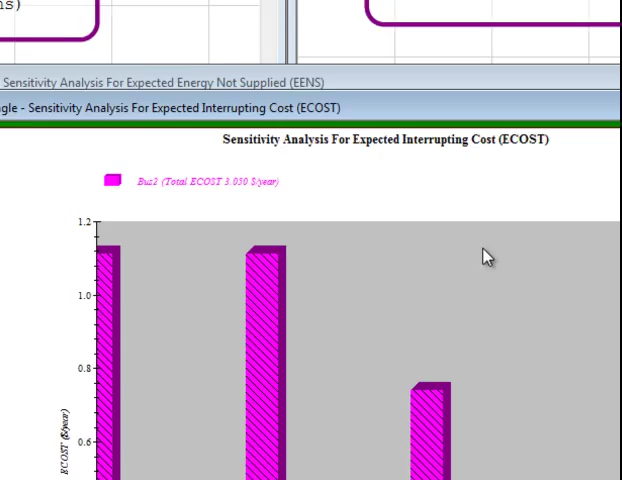 ns)
Sensitivity Analysis For Expected Energy Not Supplied (EENS)
gle - Sensitivity Analysis For Expected Interrupting Cost (ECOST)
Sensitivity Analysis For Expected Interrupting Cost (ECOST)
Bus2 (Total ECOST 3.050 $/year)
1.2
1.0
0.8
0.6
ECOST ($/year)